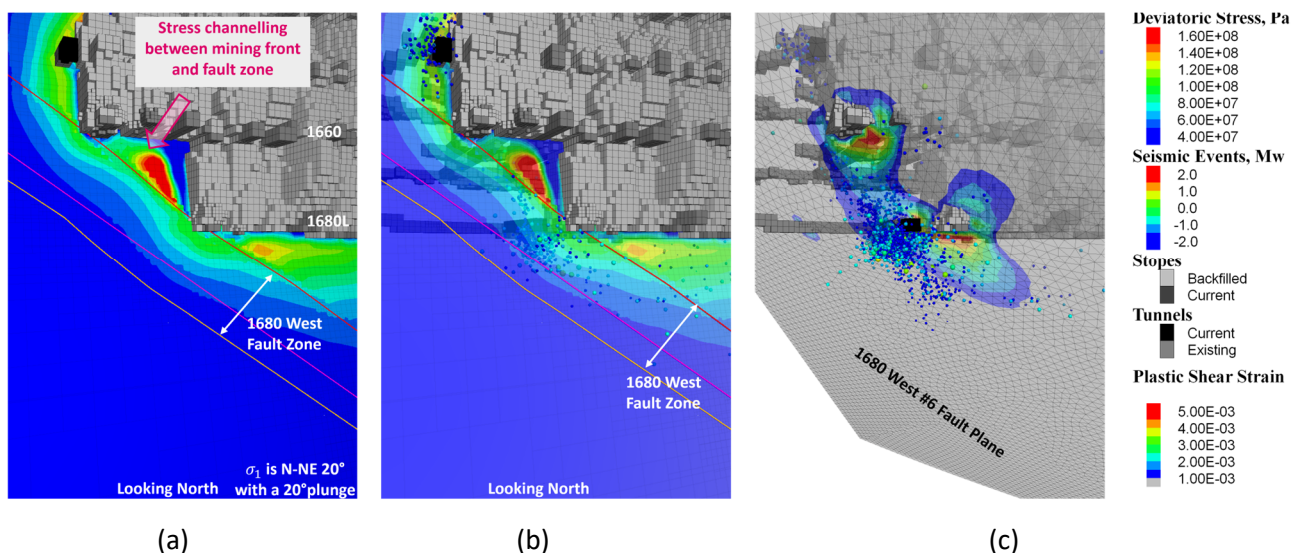 Stress channelling
between mining front
and fault zone
1660
1680L
1680 West
Fault Zone
σ₁ is N-NE 20°
with a 20°plunge
Looking North
(a)
1680 West
Fault Zone
Looking North
(b)
1680 West #6 Fault Plane
(c)
Deviatoric Stress, Pa
1.60E+08
1.40E+08
1.20E+08
1.00E+08
8.00E+07
6.00E+07
4.00E+07
Seismic Events, Mw
2.0
1.0
0.0
-1.0
-2.0
Stopes
Backfilled
Current
Tunnels
Current
Existing
Plastic Shear Strain
5.00E-03
4.00E-03
3.00E-03
2.00E-03
1.00E-03